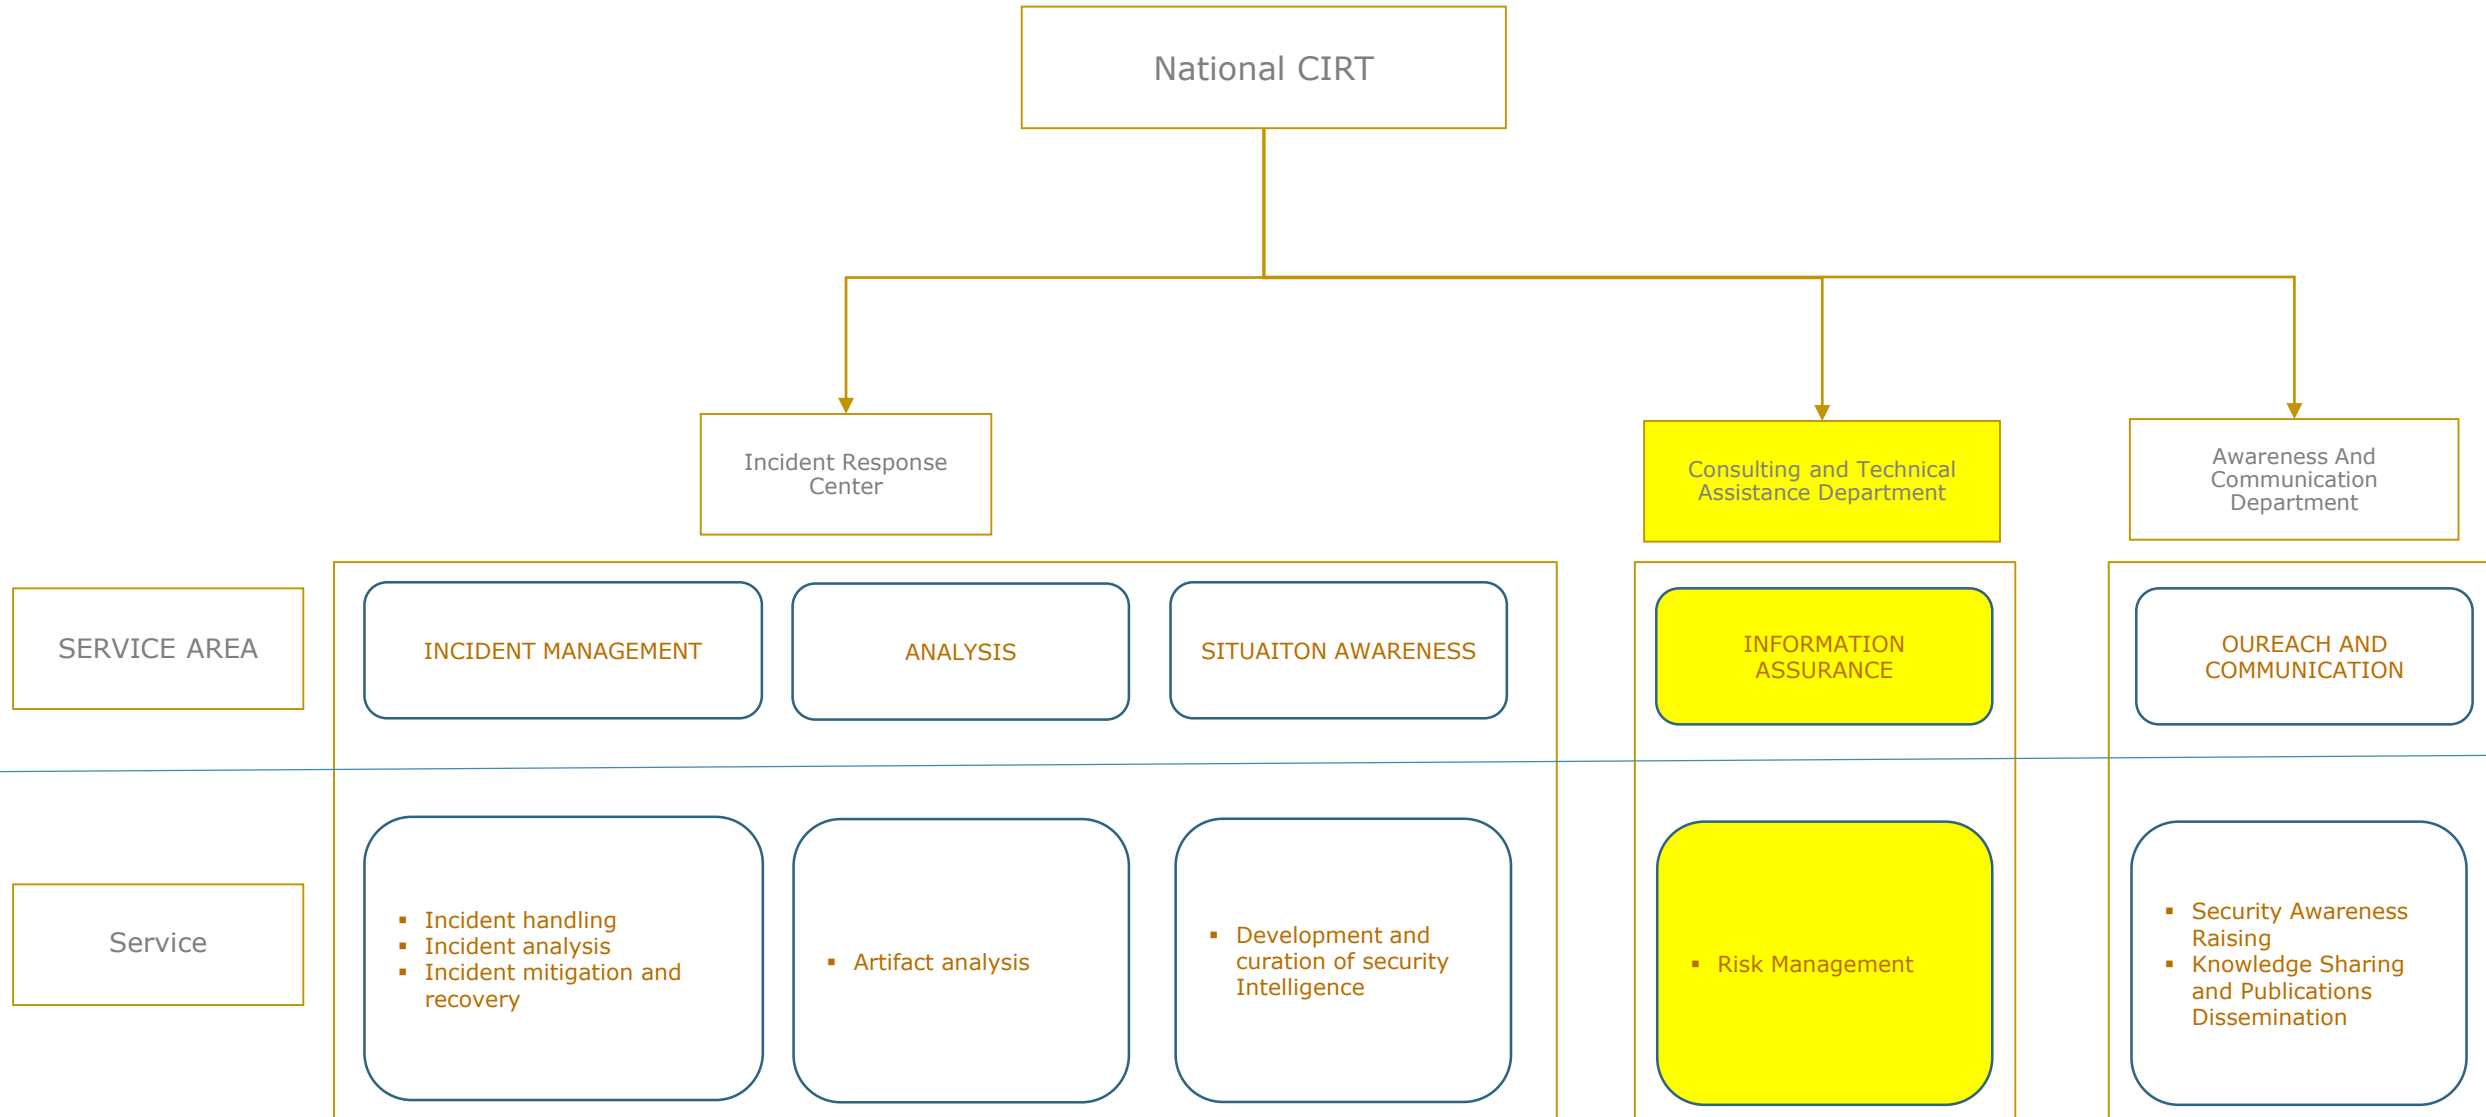 National CIRT
Incident Response
Center
Consulting and Technical
Assistance Department
Awareness And
Communication
Department
SERVICE AREA
INCIDENT MANAGEMENT
ANALYSIS
SITUAITON AWARENESS
INFORMATION
ASSURANCE
OUREACH AND
COMMUNICATION
Service
▪ Incident handling
▪ Incident analysis
▪ Incident mitigation and
recovery
▪ Artifact analysis
▪ Development and
curation of security
Intelligence
▪ Risk Management
▪ Security Awareness
Raising
▪ Knowledge Sharing
and Publications
Dissemination